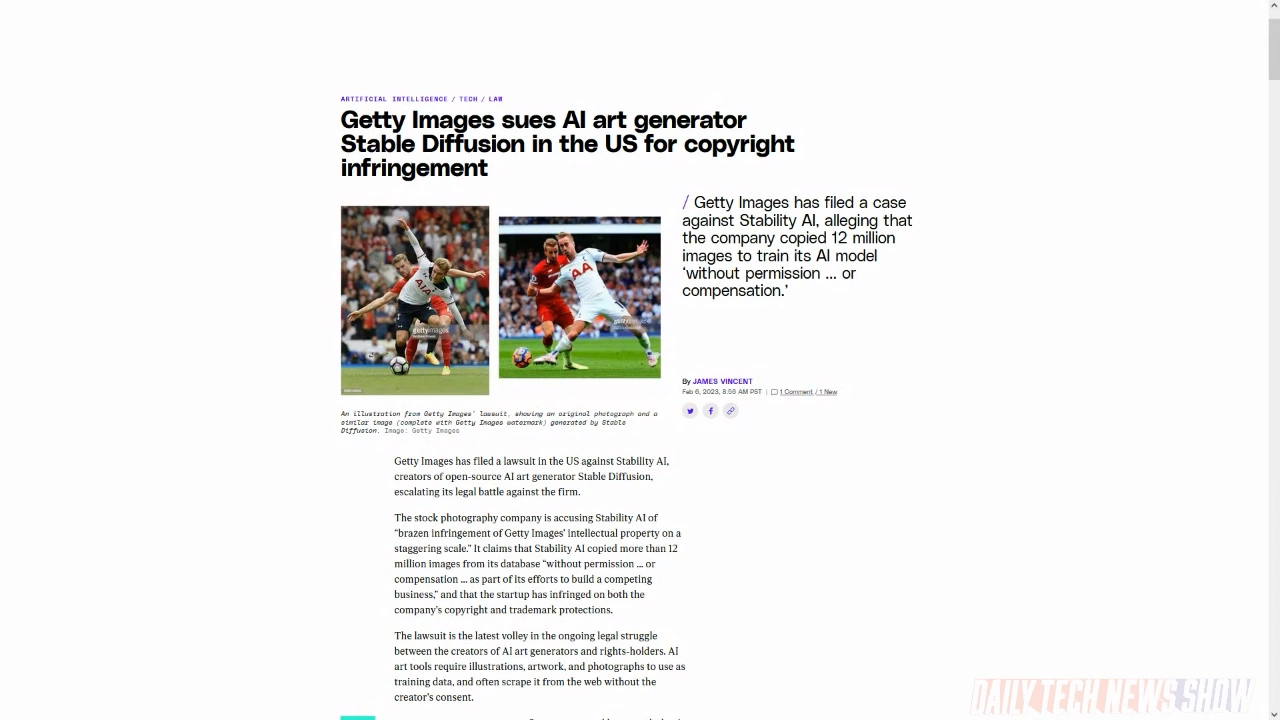 ARTIFICIAL INTELLIGENCE / TECH / LAW
Getty Images sues AI art generator
Stable Diffusion in the US for copyright
infringement
/ Getty Images has filed a case
against Stability AI, alleging that
the company copied 12 million
images to train its AI model
‘without permission ... or
compensation.’
AIA
gettyimages
AA
By JAMES VINCENT
Feb 6, 2023, 8:56 AM PST | 1 Comment / 1 New
An illustration from Getty Images’ lawsuit, showing an original photograph and a
similar image (complete with Getty Images watermark) generated by Stable
Diffusion. Image: Getty Images
Getty Images has filed a lawsuit in the US against Stability AI,
creators of open-source AI art generator Stable Diffusion,
escalating its legal battle against the firm.
The stock photography company is accusing Stability AI of
“brazen infringement of Getty Images’ intellectual property on a
staggering scale.” It claims that Stability AI copied more than 12
million images from its database “without permission ... or
compensation ... as part of its efforts to build a competing
business,” and that the startup has infringed on both the
company’s copyright and trademark protections.
The lawsuit is the latest volley in the ongoing legal struggle
between the creators of AI art generators and rights-holders. AI
art tools require illustrations, artwork, and photographs to use as
training data, and often scrape it from the web without the
creator’s consent.
DAILY TECH NEWS SHOW